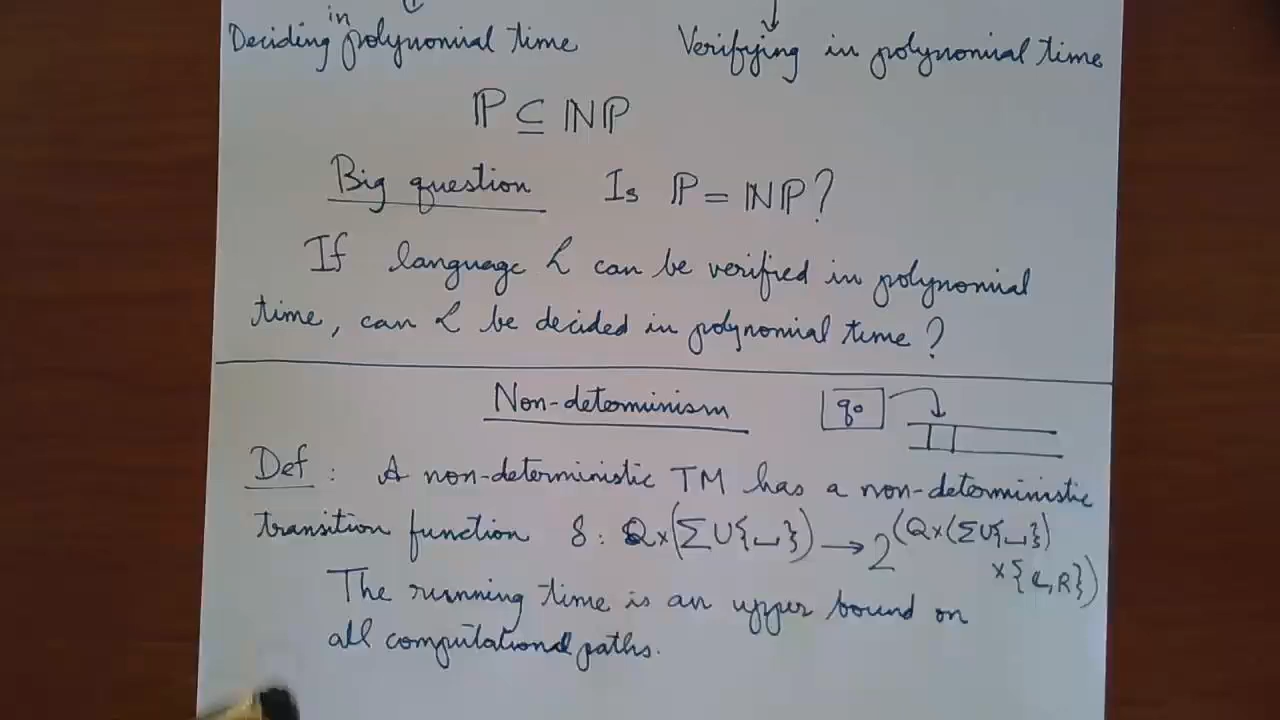 in
Deciding polynomial time Verifying in polynomial time
ℙ ⊆ ℕℙ
Big question Is ℙ = ℕℙ?
If language L can be verified in polynomial
time, can L be decided in polynomial time?
Non-determinism q₀
Def: A non-deterministic TM has a non-deterministic
transition function δ: Q×(Σ∪{␣}) → 2^(Q×(Σ∪{␣})
×{L,R})
The running time is an upper bound on
all computational paths.